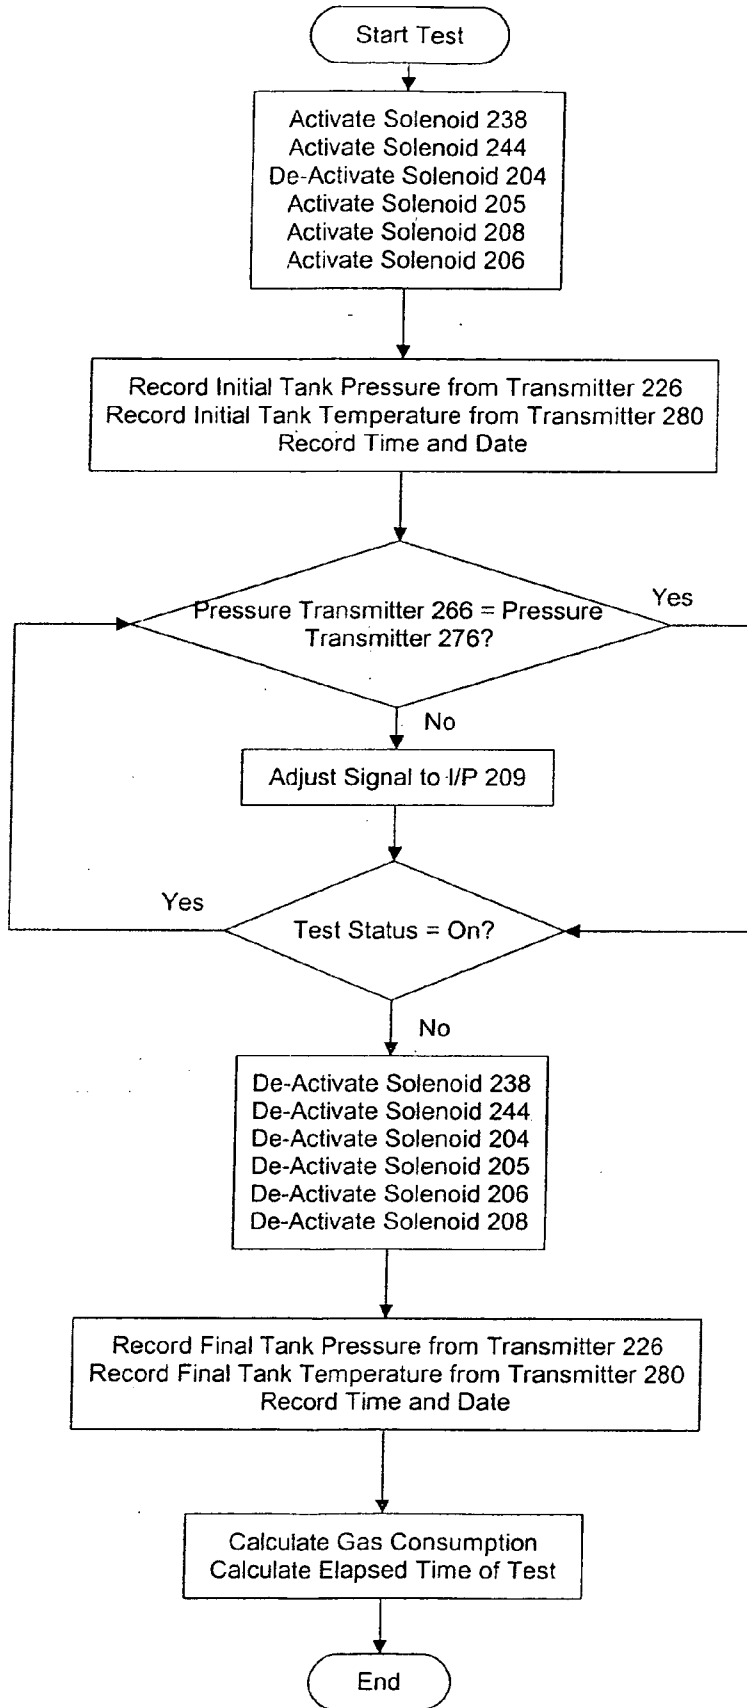 Start Test
Activate Solenoid 238
Activate Solenoid 244
De-Activate Solenoid 204
Activate Solenoid 205
Activate Solenoid 208
Activate Solenoid 206
Record Initial Tank Pressure from Transmitter 226
Record Initial Tank Temperature from Transmitter 280
Record Time and Date
Pressure Transmitter 266 = Pressure
Transmitter 276?
Yes
No
Adjust Signal to I/P 209
Yes
Test Status = On?
No
De-Activate Solenoid 238
De-Activate Solenoid 244
De-Activate Solenoid 204
De-Activate Solenoid 205
De-Activate Solenoid 206
De-Activate Solenoid 208
Record Final Tank Pressure from Transmitter 226
Record Final Tank Temperature from Transmitter 280
Record Time and Date
Calculate Gas Consumption
Calculate Elapsed Time of Test
End